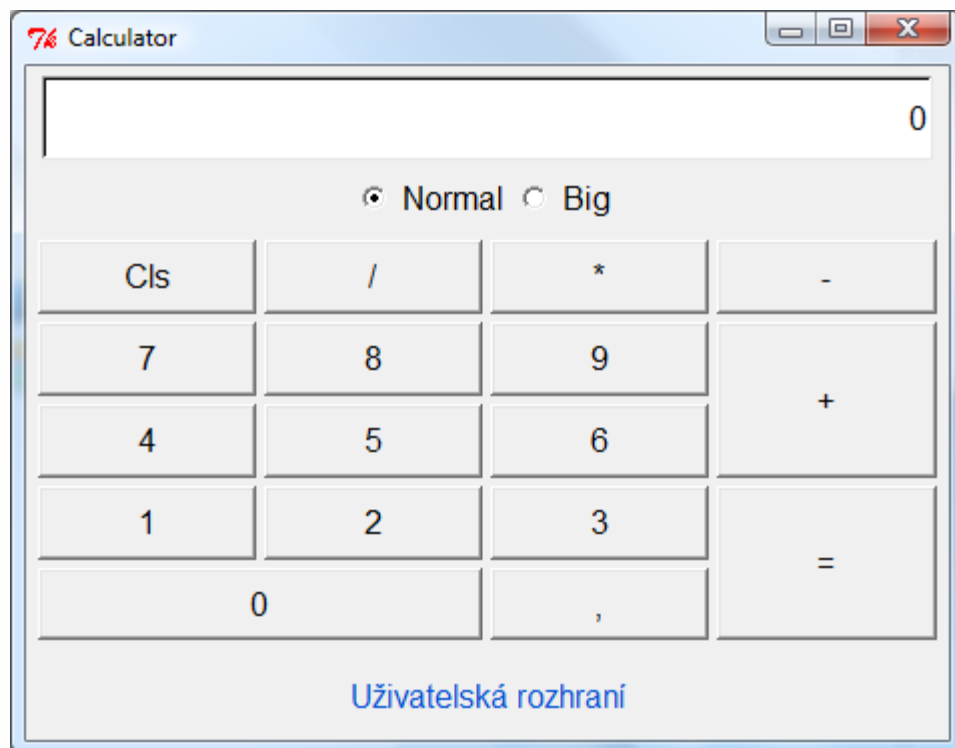 Calculator
0
Normal Big
Cls / * -
7 8 9
+
4 5 6
1 2 3
=
0 ,
Uživatelská rozhraní